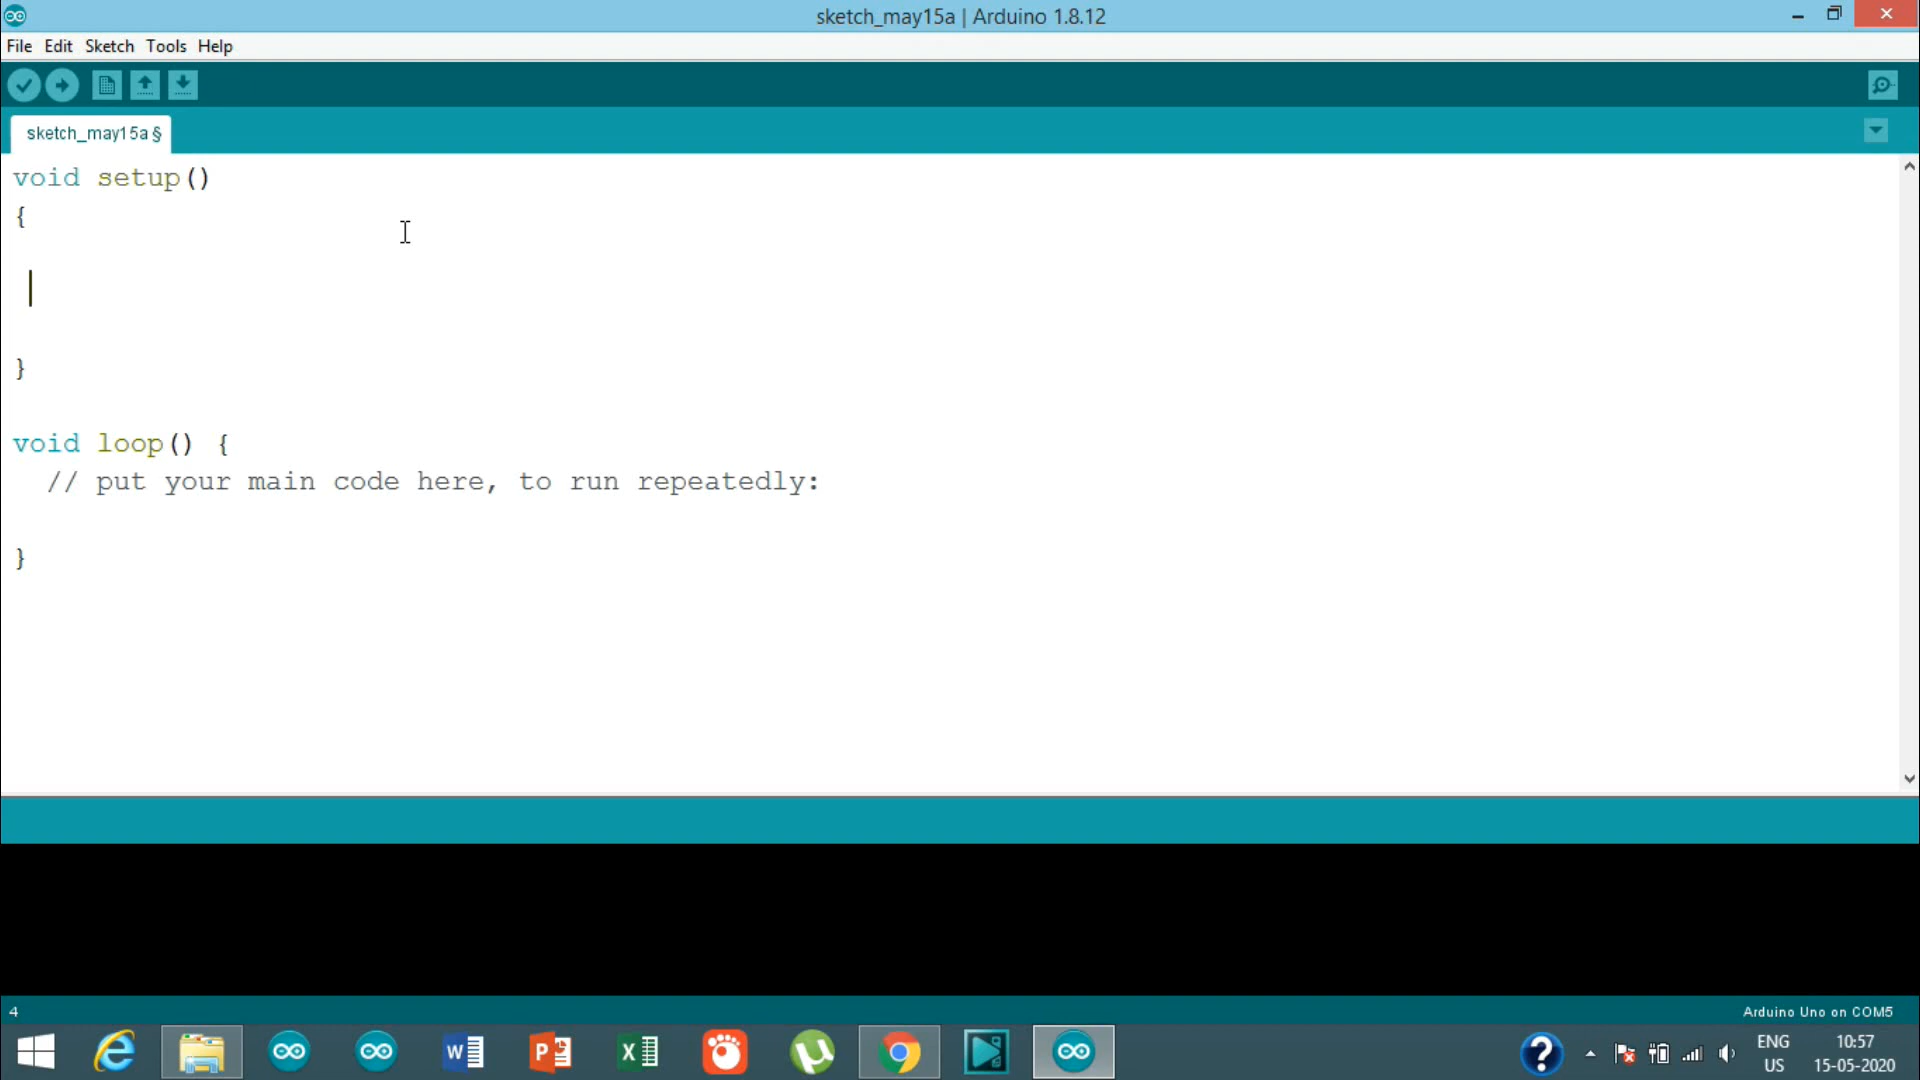 sketch_may15a | Arduino 1.8.12
File Edit Sketch Tools Help
sketch_may15a §
void setup()
{
}
void loop() {
// put your main code here, to run repeatedly:
}
4
Arduino Uno on COM5
ENG
US
10:57
15-05-2020